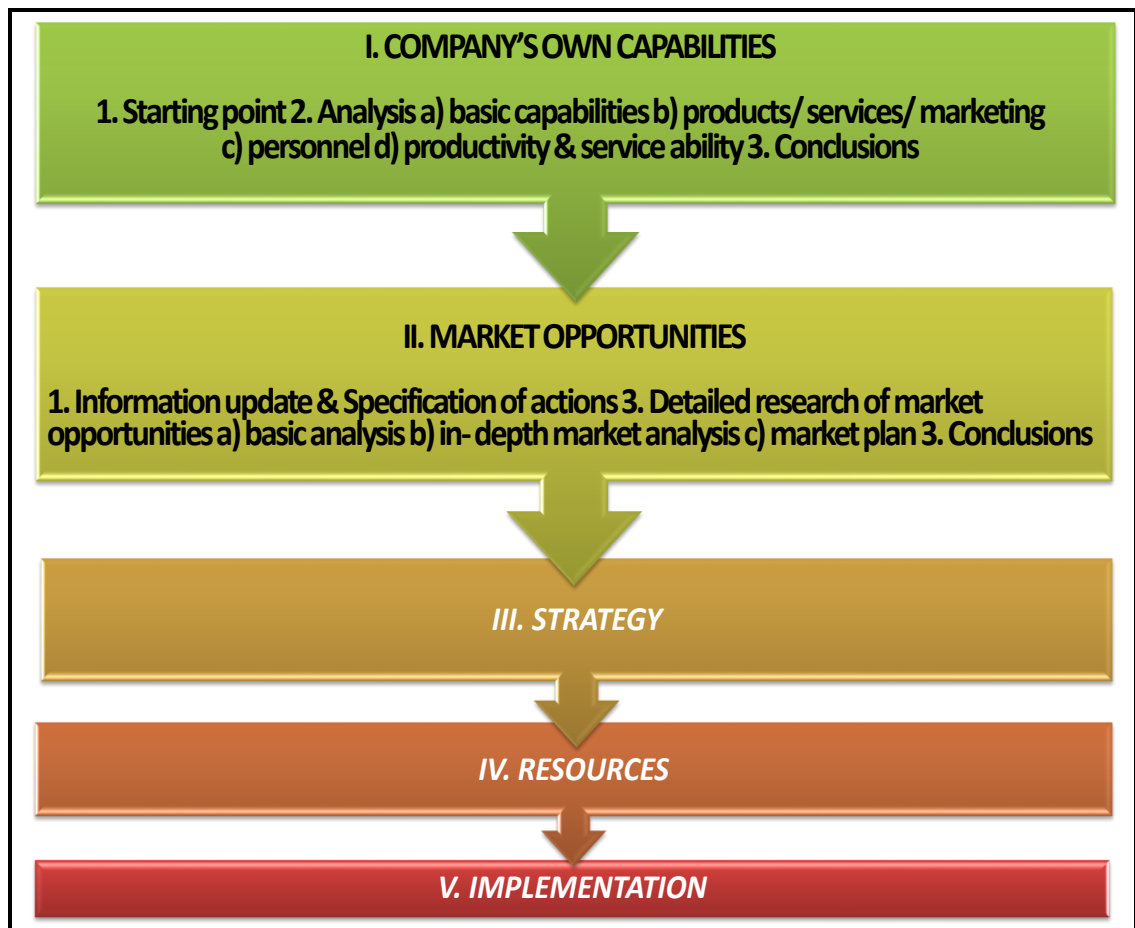 I. COMPANY'S OWN CAPABILITIES
1. Starting point 2. Analysis a) basic capabilities b) products/ services/ marketing
c) personnel d) productivity & service ability 3. Conclusions
II. MARKET OPPORTUNITIES
1. Information update & Specification of actions 3. Detailed research of market
opportunities a) basic analysis b) in- depth market analysis c) market plan 3. Conclusions
III. STRATEGY
IV. RESOURCES
V. IMPLEMENTATION